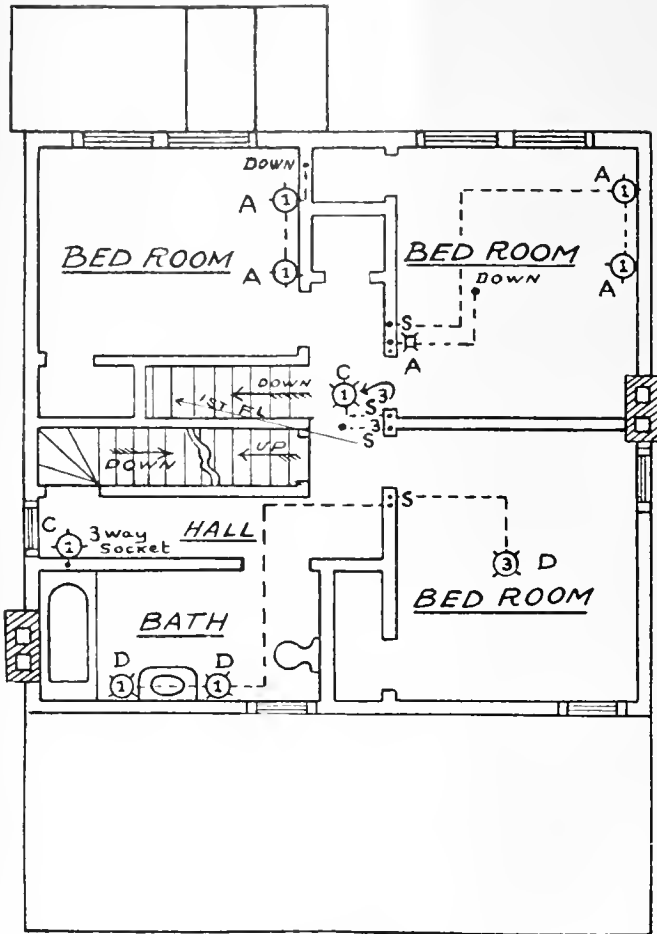 DOWN
A 1
A 1
BED ROOM
A 1
BED ROOM
A 1
DOWN
A 1
S
A
C
1
3
S
DOWN
1ST FL.
3
S
DOWN
UP
S
C
1
3 way
Socket
HALL
3 D
BED ROOM
BATH
D
1
D
1